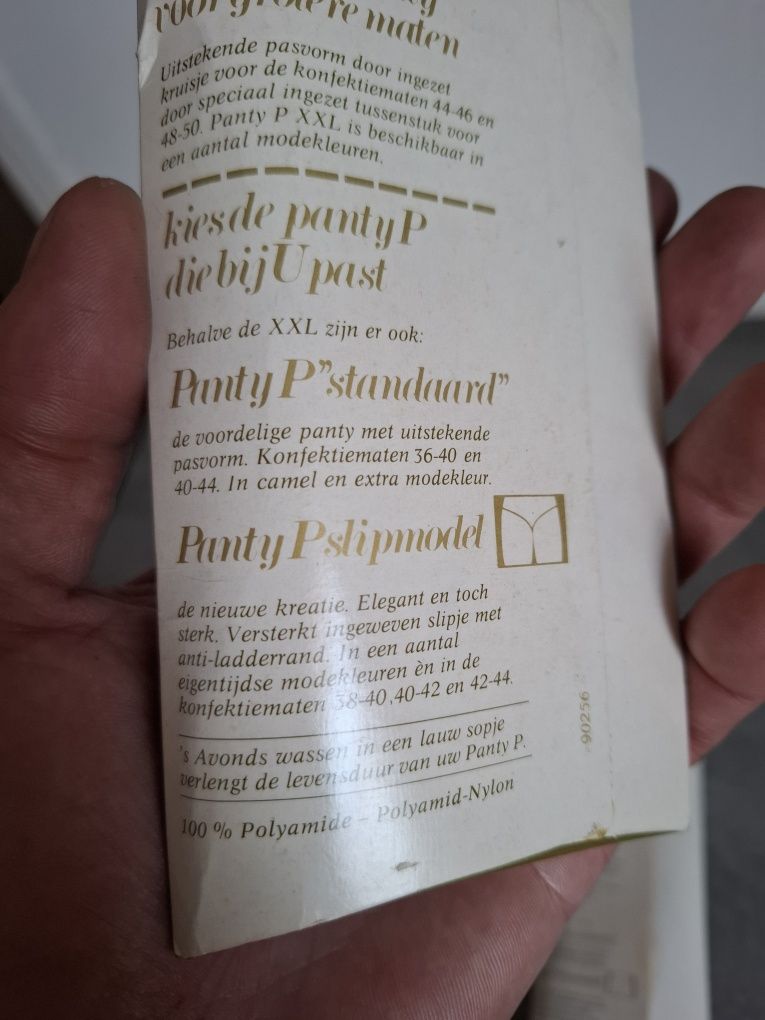 voor grotere maten
Uitstekende pasvorm door ingezet
kruisje voor de konfektiematen 44-46 en
door speciaal ingezet tussenstuk voor
48-50. Panty P XXL is beschikbaar in
een aantal modekleuren.
kies de panty P
die bij U past
Behalve de XXL zijn er ook:
Panty P "standaard"
de voordelige panty met uitstekende
pasvorm. Konfektiematen 36-40 en
40-44. In camel en extra modekleur.
Panty P slipmodel
de nieuwe kreatie. Elegant en toch
sterk. Versterkt ingeweven slipje met
anti-ladderrand. In een aantal
eigentijdse modekleuren èn in de
konfektiematen 38-40, 40-42 en 42-44.
's Avonds wassen in een lauw sopje
verlengt de levensduur van uw Panty P.
100 % Polyamide - Polyamid-Nylon
90256